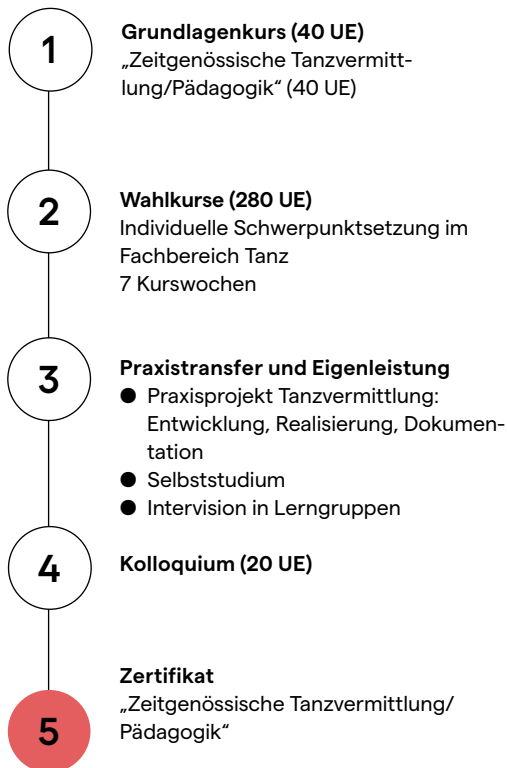 1
Grundlagenkurs (40 UE)
„Zeitgenössische Tanzvermitt-
lung/Pädagogik“ (40 UE)
2
Wahlkurse (280 UE)
Individuelle Schwerpunktsetzung im
Fachbereich Tanz
7 Kurswochen
3
Praxistransfer und Eigenleistung
● Praxisprojekt Tanzvermittlung:
Entwicklung, Realisierung, Dokumen-
tation
● Selbststudium
● Intervision in Lerngruppen
4
Kolloquium (20 UE)
5
Zertifikat
„Zeitgenössische Tanzvermittlung/
Pädagogik“